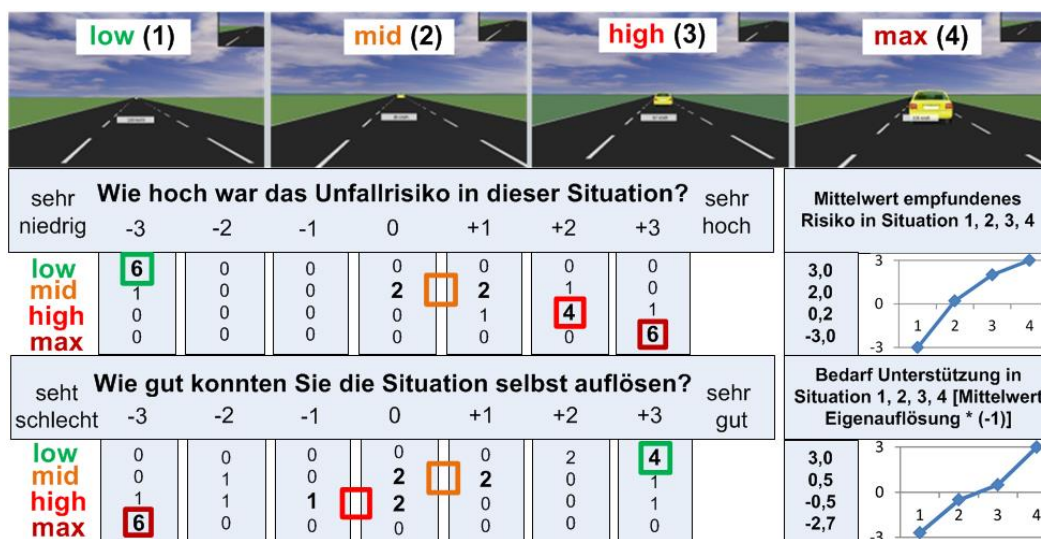 low (1) mid (2) high (3) max (4)
sehr niedrig Wie hoch war das Unfallrisiko in dieser Situation? sehr hoch
-3 -2 -1 0 +1 +2 +3
low 6 0 0 0 0 0 0
mid 1 0 0 2 2 1 0
high 0 0 0 0 1 4 1
max 0 0 0 0 0 0 6
Mittelwert empfundenes
Risiko in Situation 1, 2, 3, 4
3,0
2,0
0,2
-3,0
3
0
-3
1 2 3 4
seht schlecht Wie gut konnten Sie die Situation selbst auflösen? sehr gut
-3 -2 -1 0 +1 +2 +3
low 0 0 0 0 0 2 4
mid 0 1 0 2 2 0 1
high 1 1 1 2 0 0 1
max 6 0 0 0 0 0 0
Bedarf Unterstützung in
Situation 1, 2, 3, 4 [Mittelwert
Eigenauflösung * (-1)]
3,0
0,5
-0,5
-2,7
3
0
-3
1 2 3 4